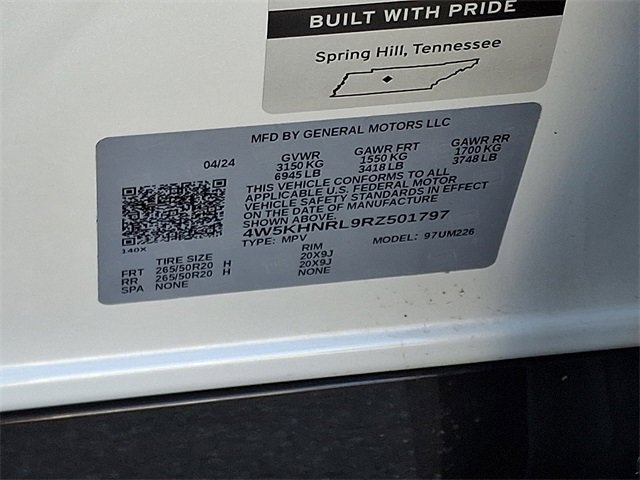 BUILT WITH PRIDE
Spring Hill, Tennessee
MFD BY GENERAL MOTORS LLC
04/24 GVWR GAWR FRT GAWR RR
3150 KG 1550 KG 1700 KG
6945 LB 3418 LB 3748 LB
THIS VEHICLE CONFORMS TO ALL
APPLICABLE U.S. FEDERAL MOTOR
VEHICLE SAFETY STANDARDS IN EFFECT
ON THE DATE OF MANUFACTURE
SHOWN ABOVE.
4W5KHNRL9RZ501797
TYPE: MPV MODEL: 97UM226
140X
TIRE SIZE RIM
FRT 265/50R20 H 20X9J
RR 265/50R20 H 20X9J
SPA NONE NONE